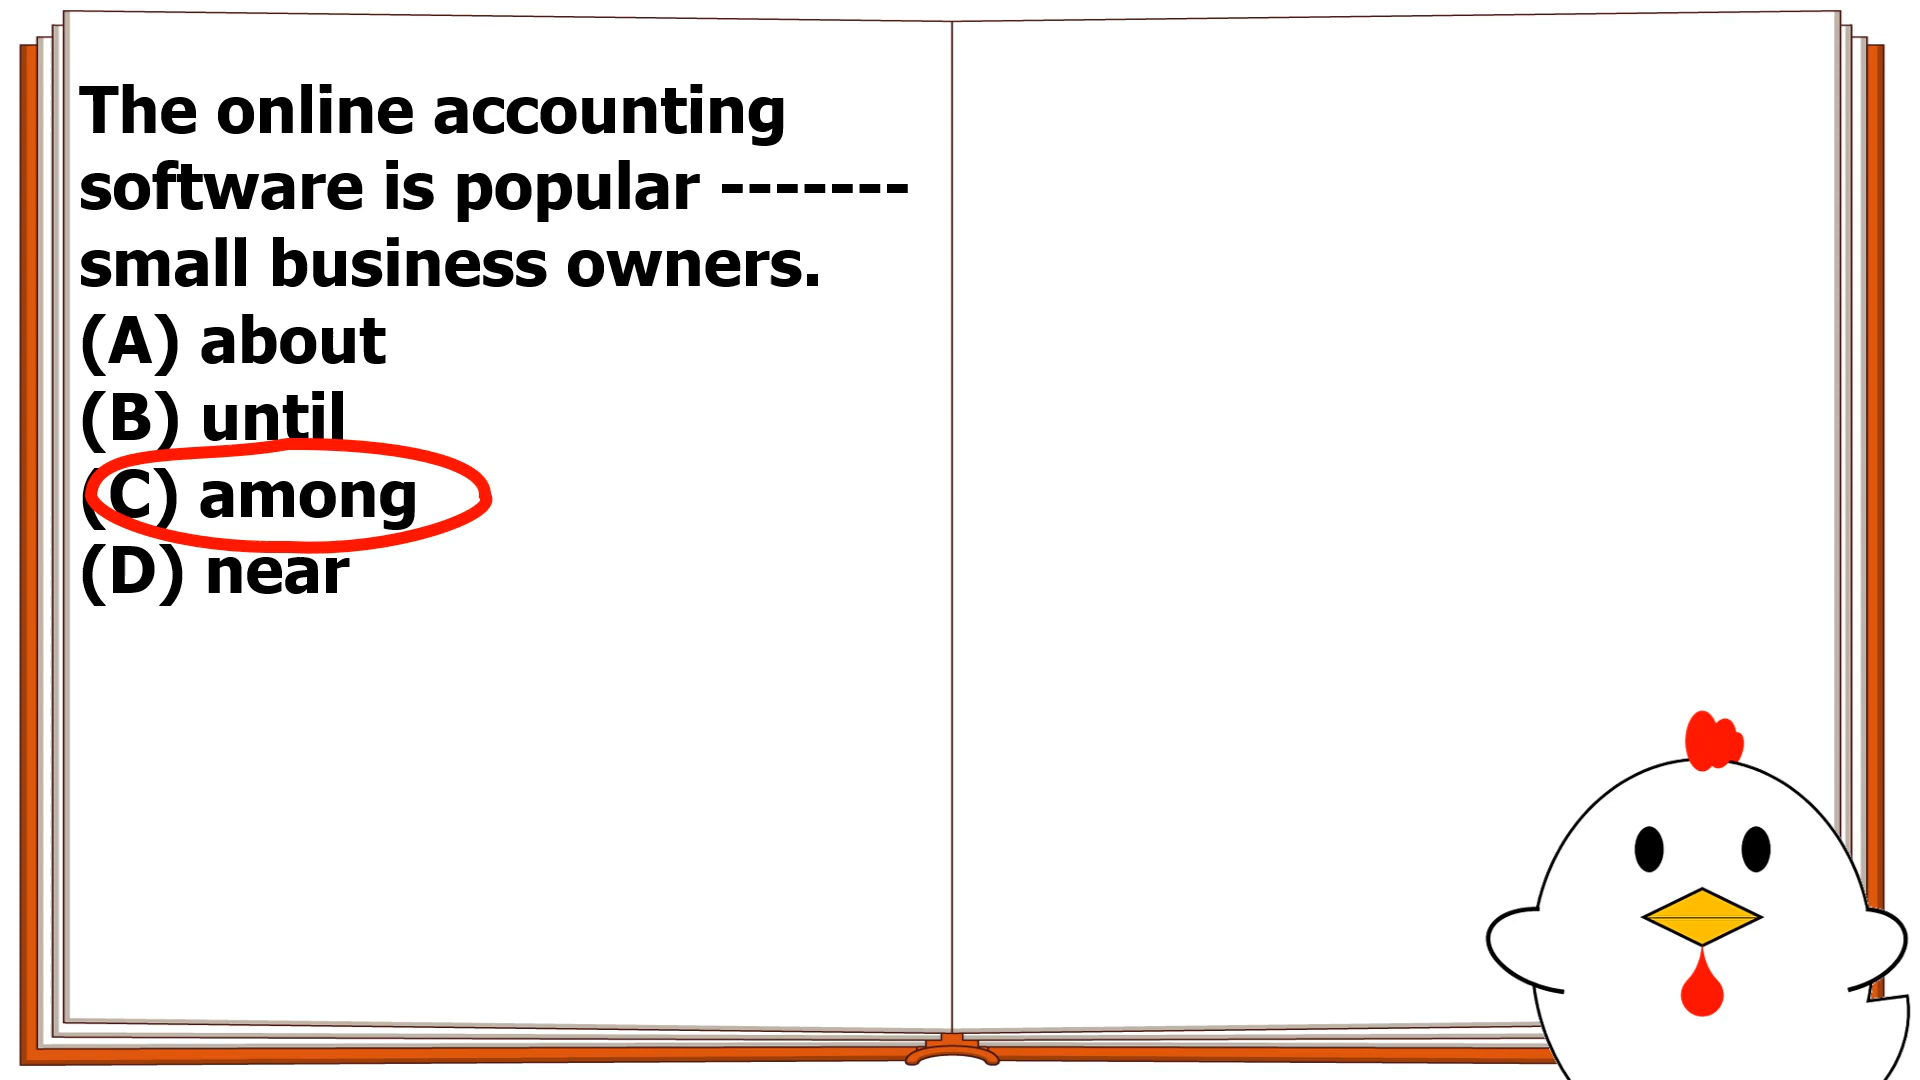 The online accounting
software is popular -------
small business owners.
(A) about
(B) until
(C) among
(D) near